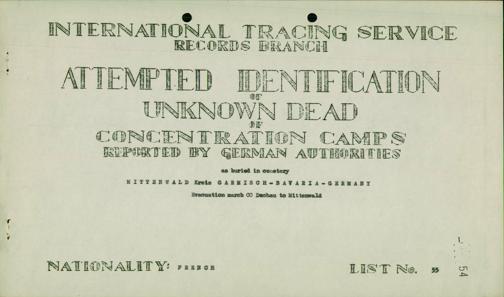 INTERNATIONAL TRACING SERVICE
RECORDS BRANCH
ATTEMPTED IDENTIFICATION
OF
UNKNOWN DEAD
OF
CONCENTRATION CAMPS
REPORTED BY GERMAN AUTHORITIES
as buried in cemetery
MITTENWALD Kreis GARMISCH-BAVARIA-GERMANY
Evacuation march CC Dachau to Mittenwald
NATIONALITY: FRENCH
LIST No. 55
54